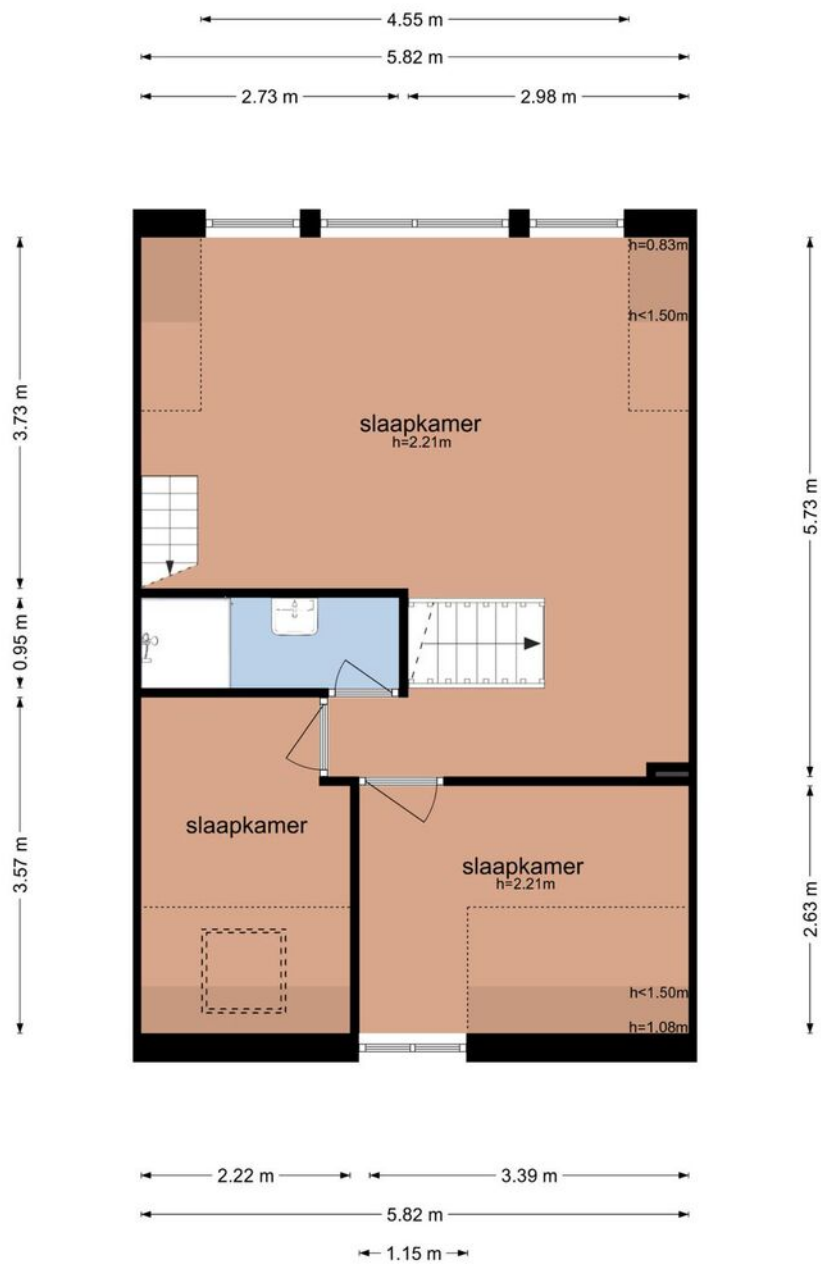 4.55 m
5.82 m
2.73 m
2.98 m
h=0.83m
h<1.50m
3.73 m
slaapkamer
h=2.21m
5.73 m
0.95 m
slaapkamer
3.57 m
slaapkamer
h=2.21m
2.63 m
h<1.50m
h=1.08m
2.22 m
3.39 m
5.82 m
1.15 m